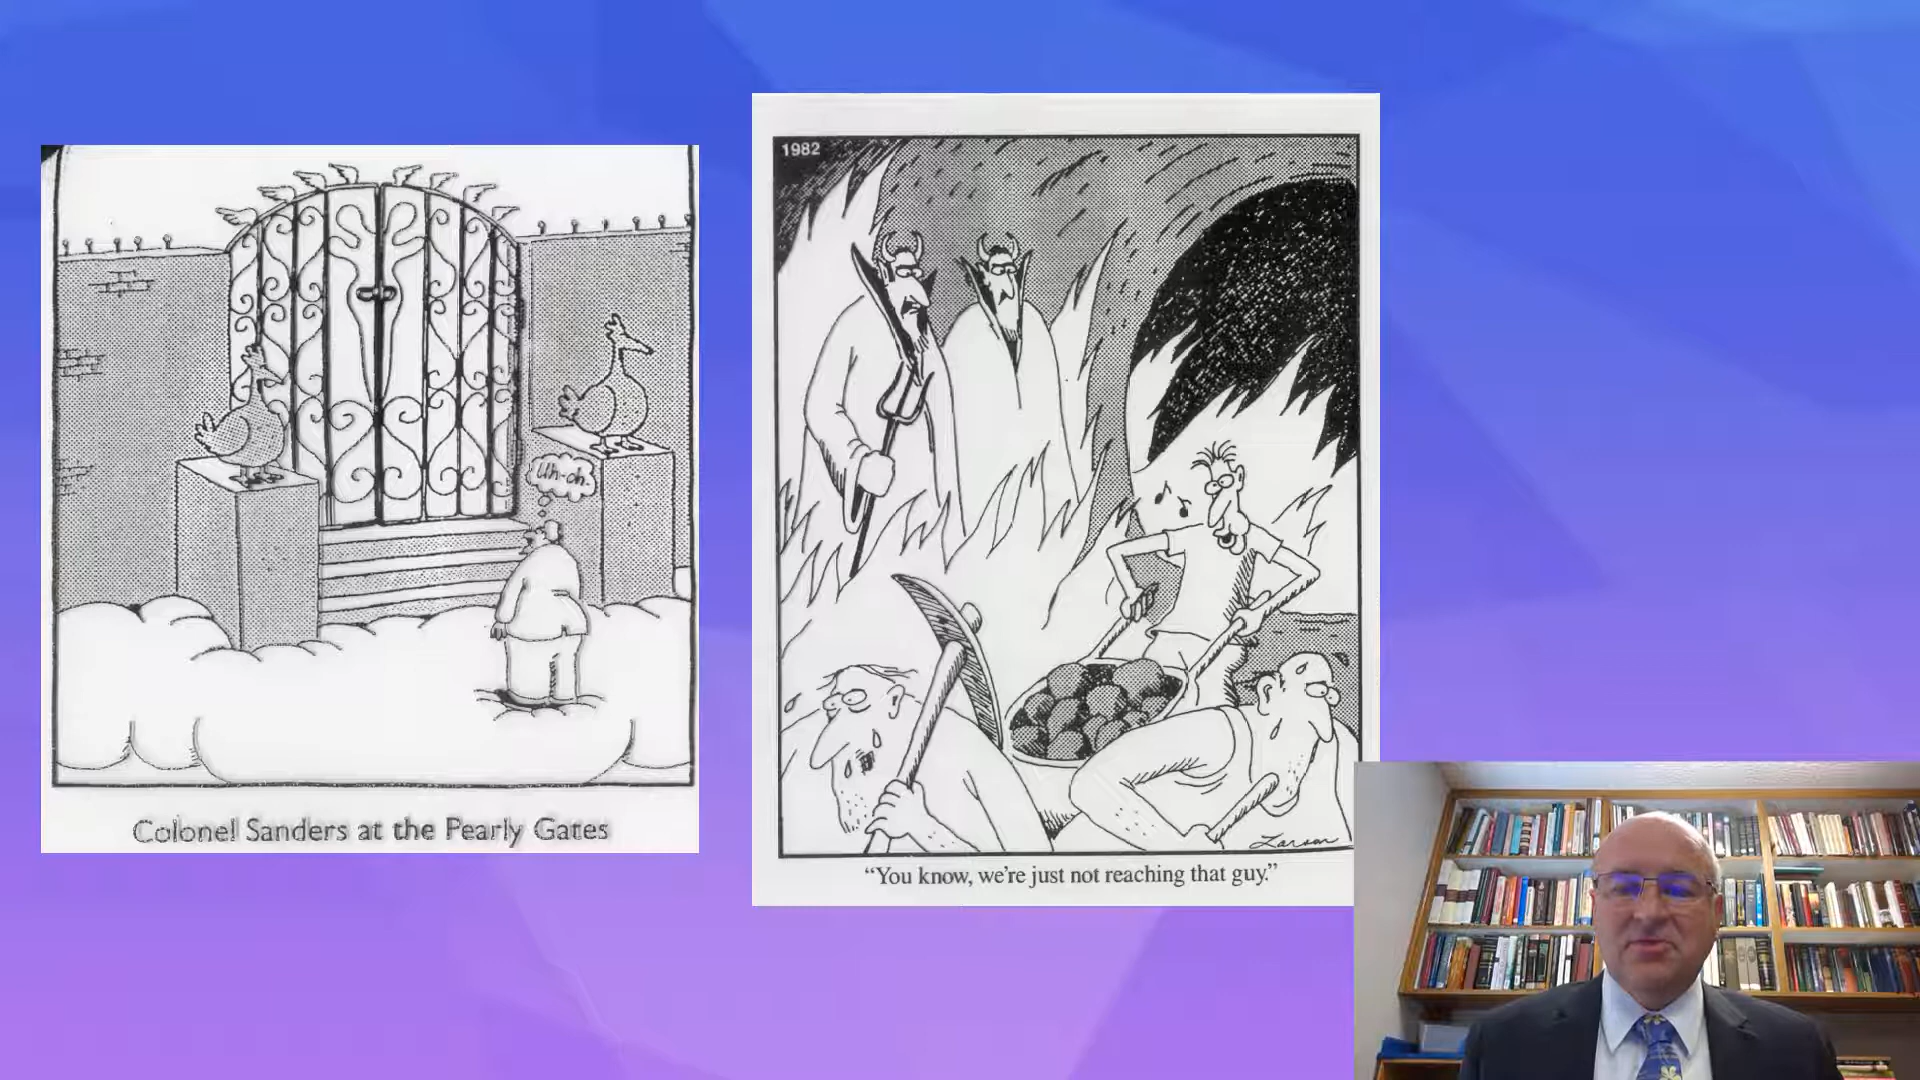 Uh-oh.
Colonel Sanders at the Pearly Gates
1982
Larson
“You know, we’re just not reaching that guy.”